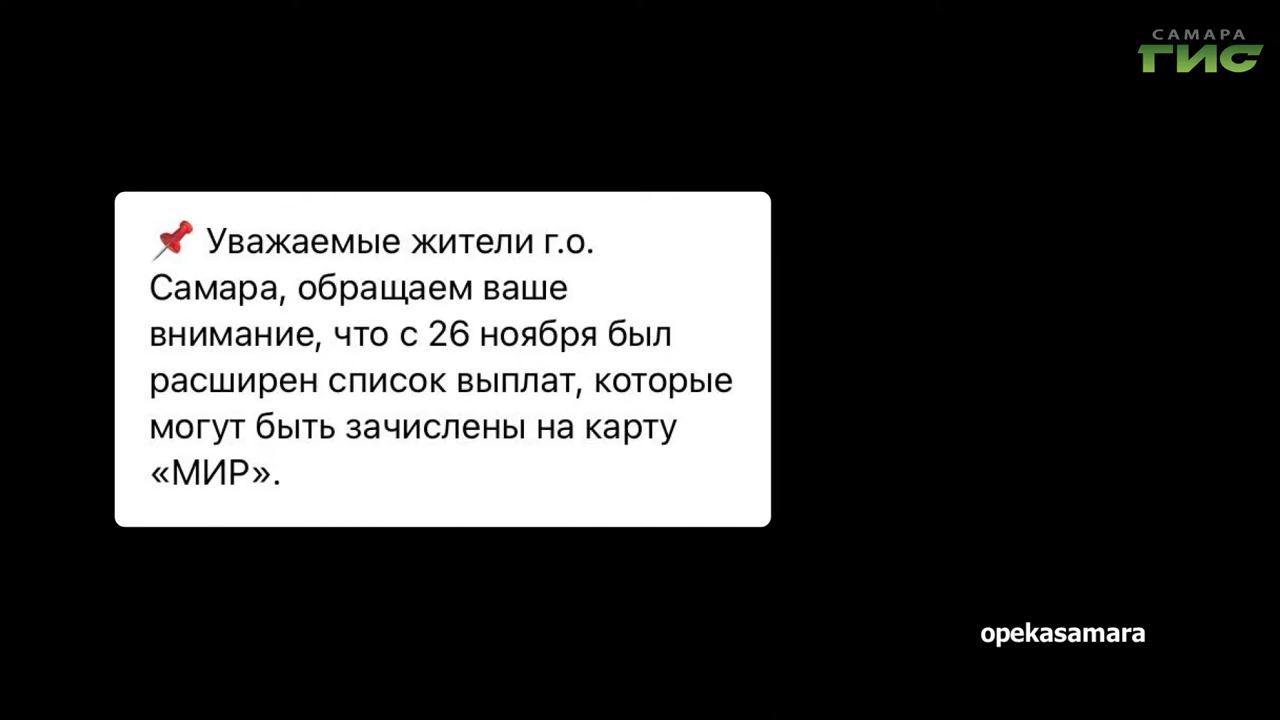 САМАРА
ГИС
📌 Уважаемые жители г.о.
Самара, обращаем ваше
внимание, что с 26 ноября был
расширен список выплат, которые
могут быть зачислены на карту
«МИР».
opekasamara